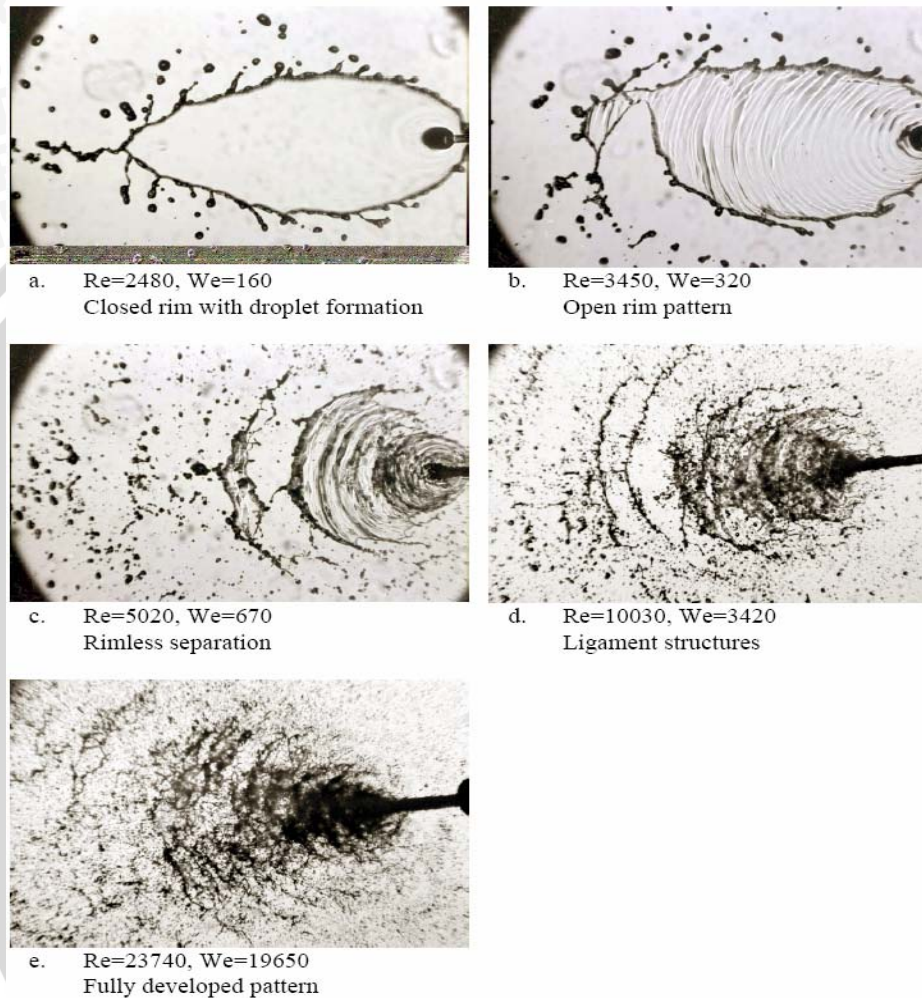 a. Re=2480, We=160
Closed rim with droplet formation
b. Re=3450, We=320
Open rim pattern
c. Re=5020, We=670
Rimless separation
d. Re=10030, We=3420
Ligament structures
e. Re=23740, We=19650
Fully developed pattern